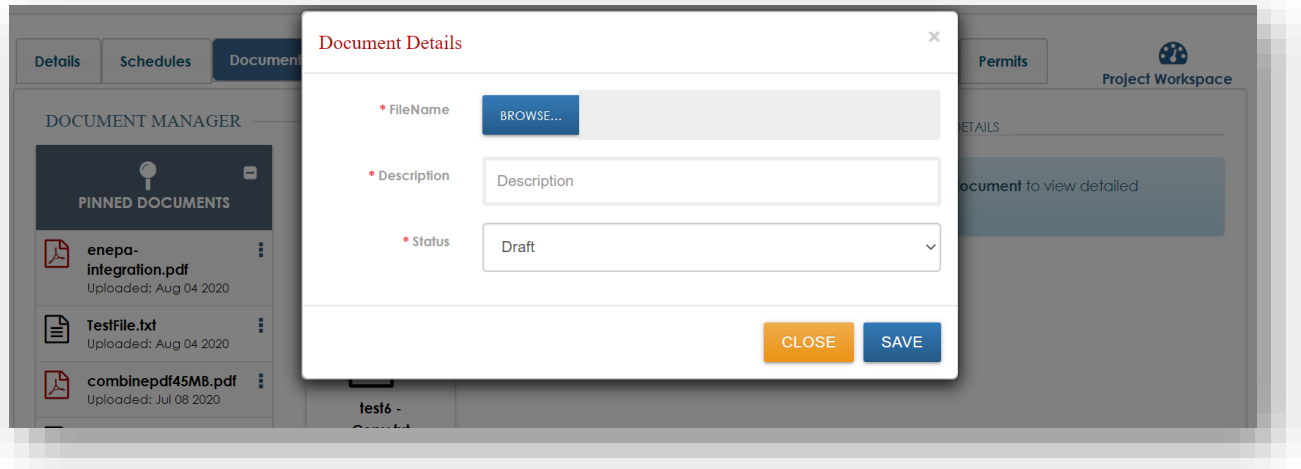 Document Details
×
* FileName
BROWSE...
* Description
Description
* Status
Draft
CLOSE
SAVE
Details
Schedules
Document
Permits
Project Workspace
DOCUMENT MANAGER
PINNED DOCUMENTS
enepa-
integration.pdf
Uploaded: Aug 04 2020
TestFile.txt
Uploaded: Aug 04 2020
combinepdf45MB.pdf
Uploaded: Jul 08 2020
test6 -
ETAILS
ocument to view detailed